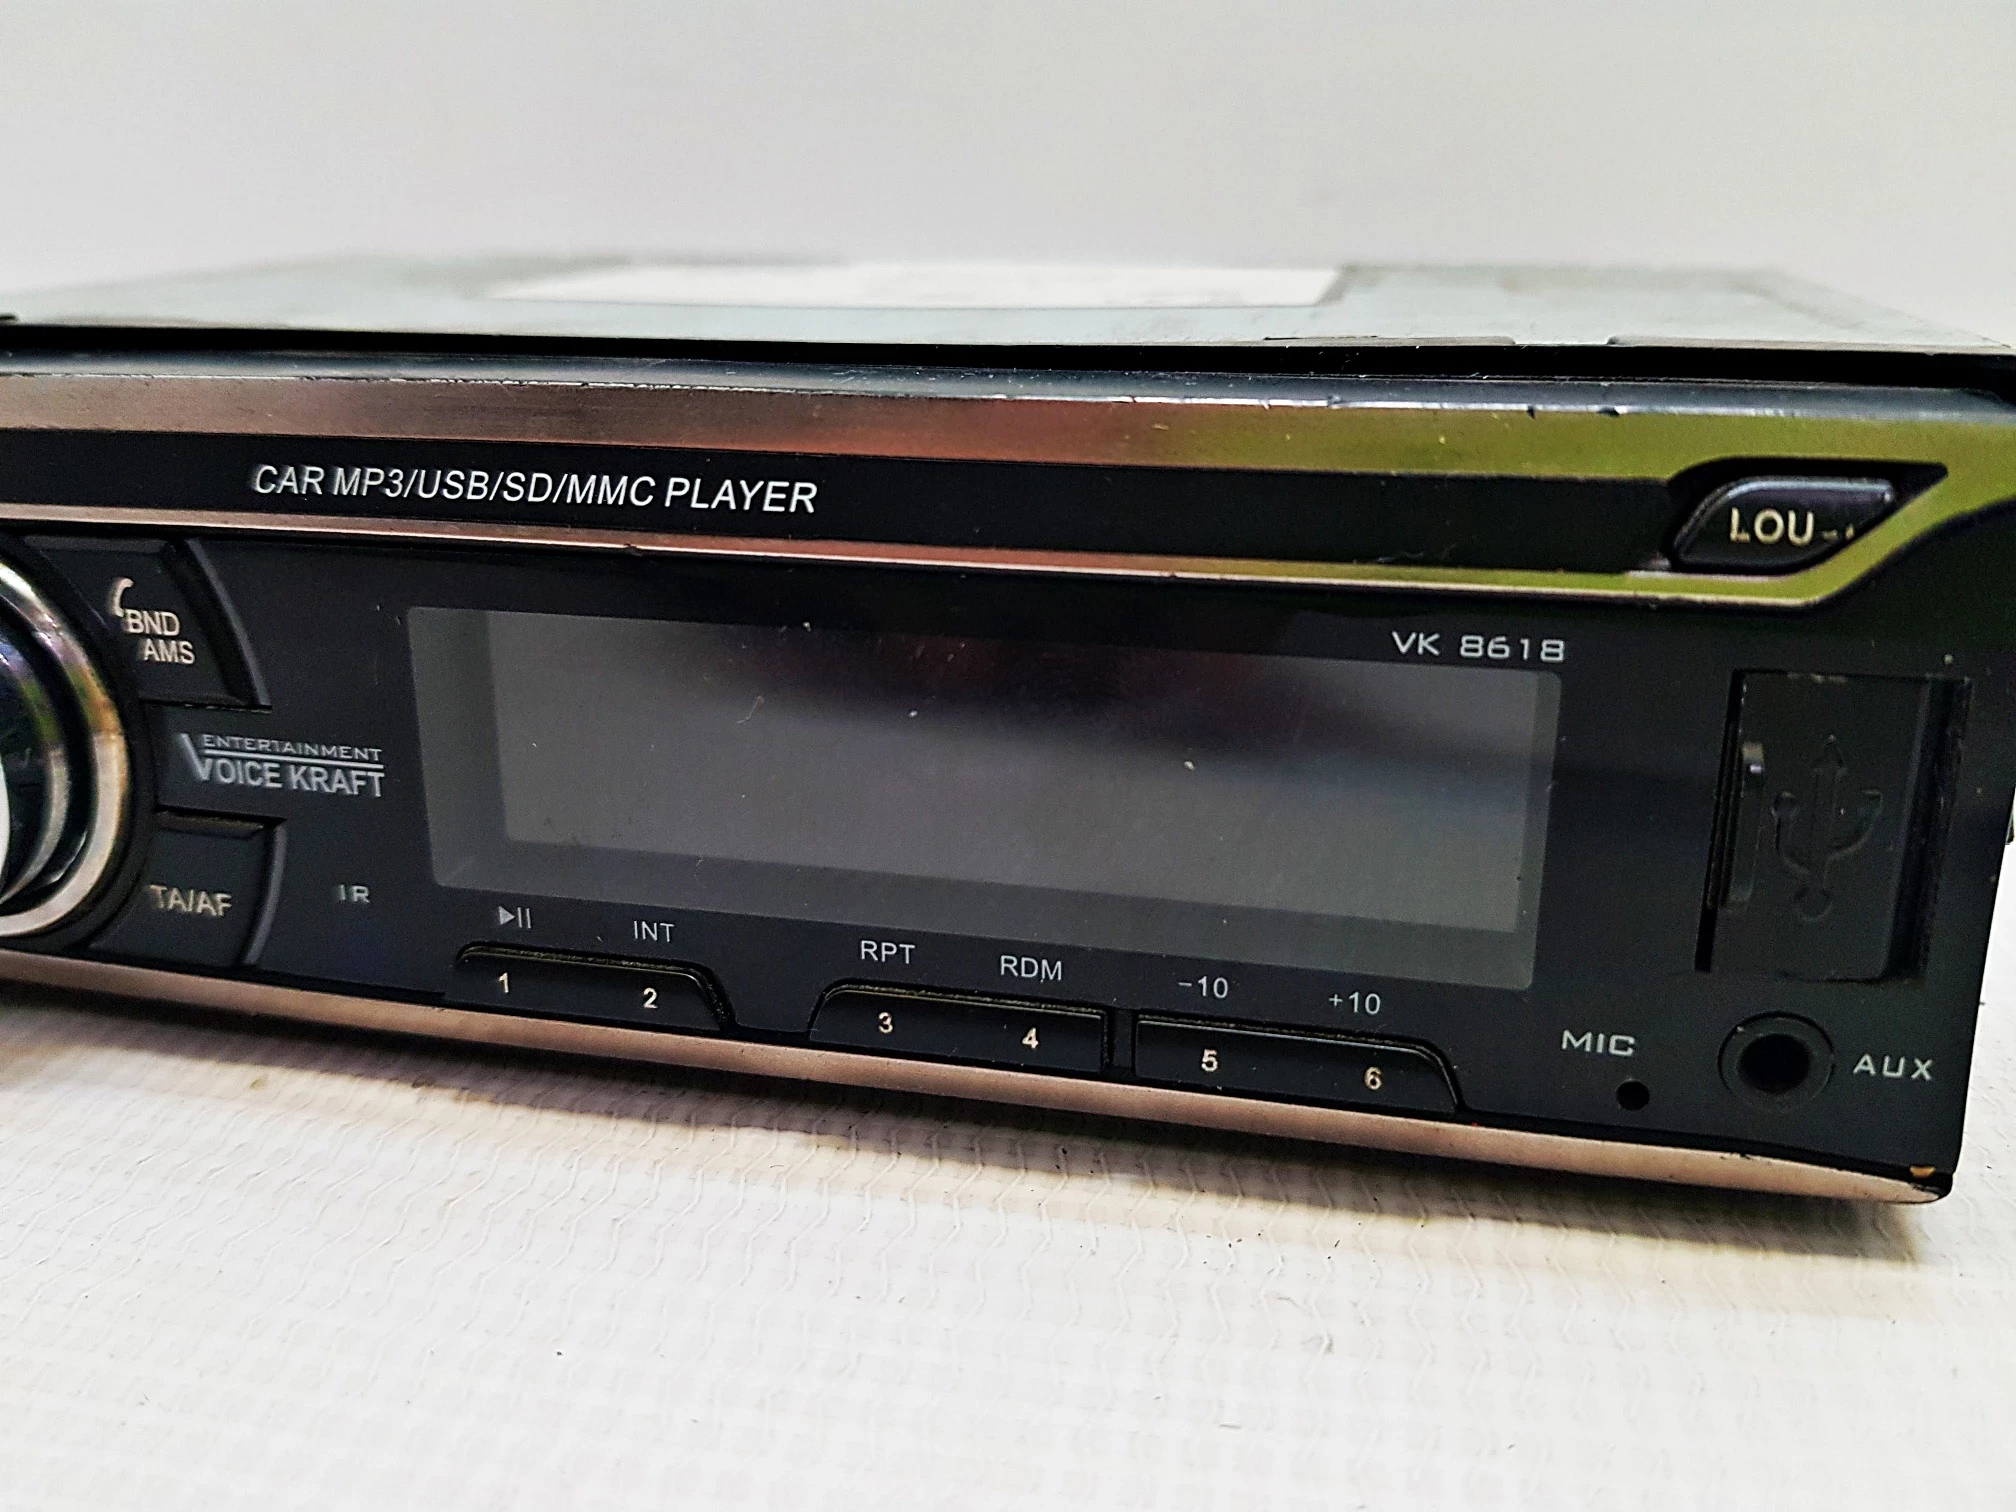 CAR MP3/USB/SD/MMC PLAYER
LOU
VK 8618
BND
AMS
ENTERTAINMENT
VOICE KRAFT
TA/AF
IR
INT
RPT
RDM
-10
+10
1
2
3
4
5
6
MIC
AUX